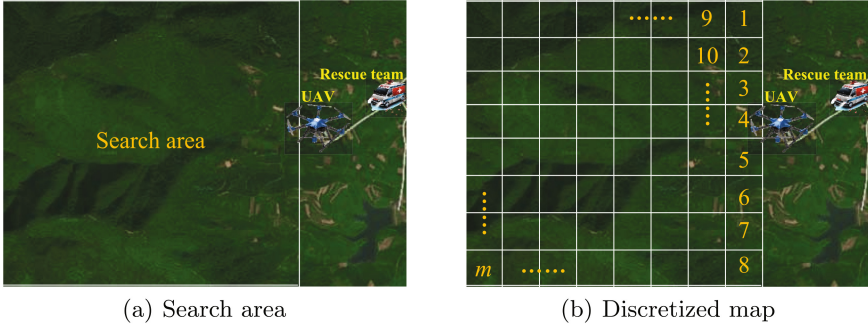 Rescue team
UAV
Search area
(a) Search area
...... 9 1
10 2
3
4
5
6
7
m ...... 8
Rescue team
UAV
(b) Discretized map